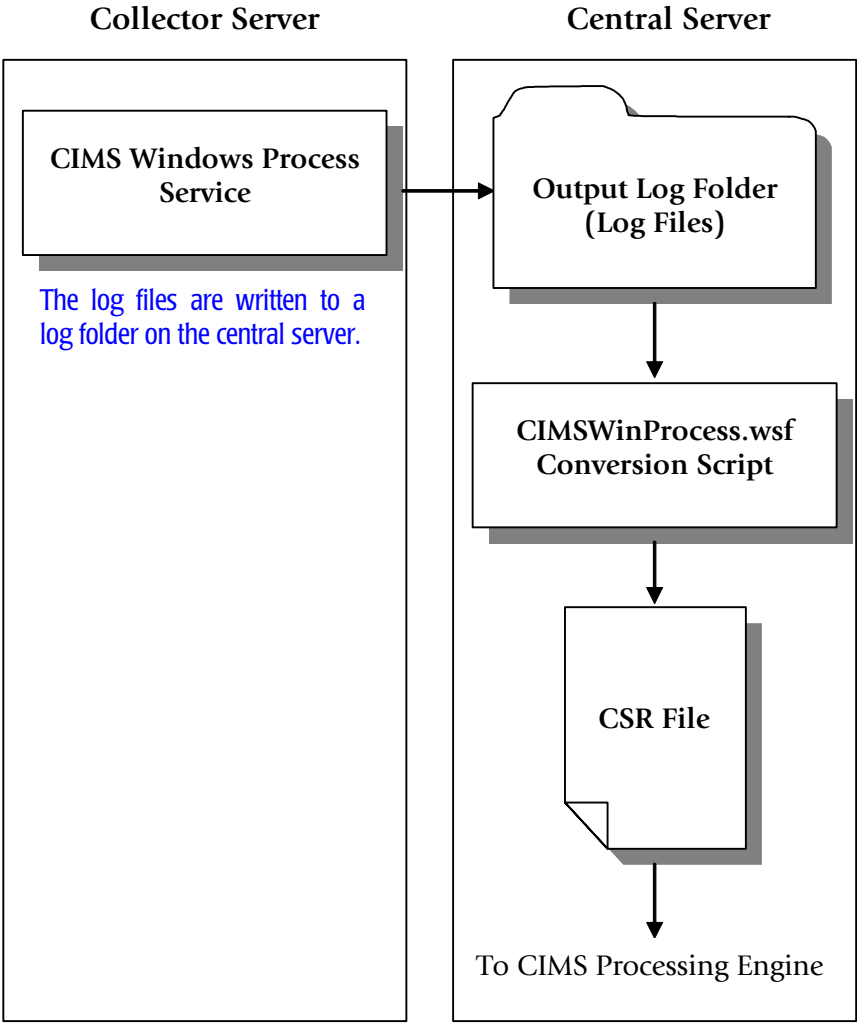 Collector Server
Central Server
CIMS Windows Process
Service
The log files are written to a
log folder on the central server.
Output Log Folder
(Log Files)
CIMSWinProcess.wsf
Conversion Script
CSR File
To CIMS Processing Engine